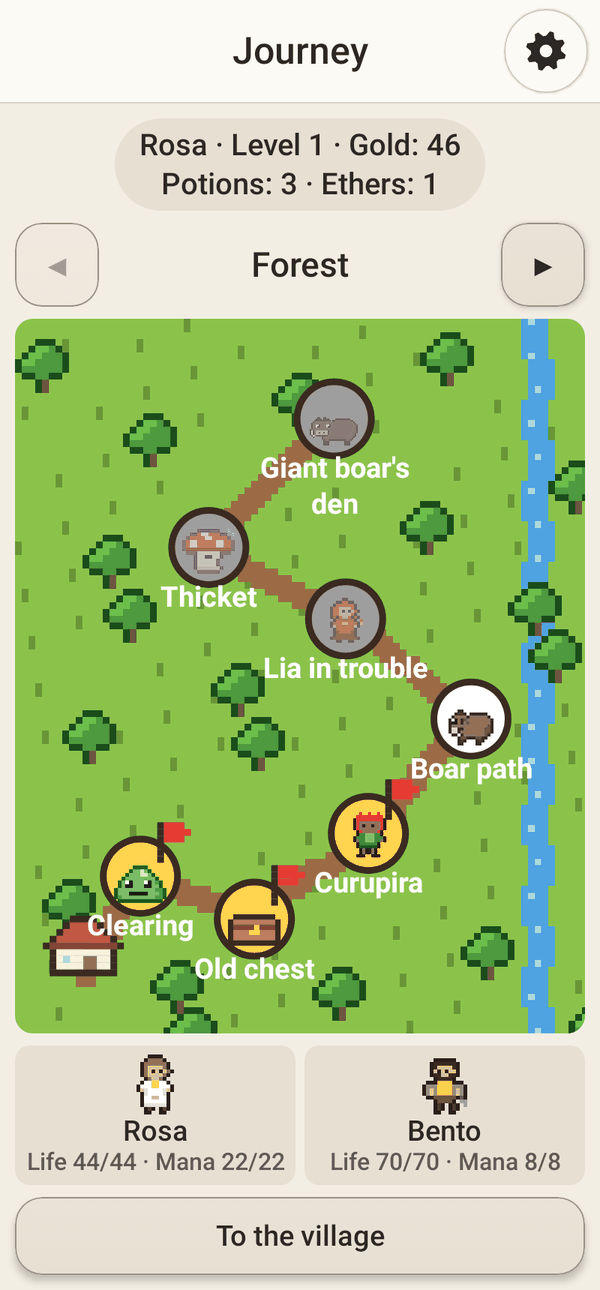 Journey
Rosa · Level 1 · Gold: 46
Potions: 3 · Ethers: 1
◄
Forest
►
Giant boar's
den
Thicket
Lia in trouble
Boar path
Curupira
Clearing
Old chest
Rosa
Life 44/44 · Mana 22/22
Bento
Life 70/70 · Mana 8/8
To the village